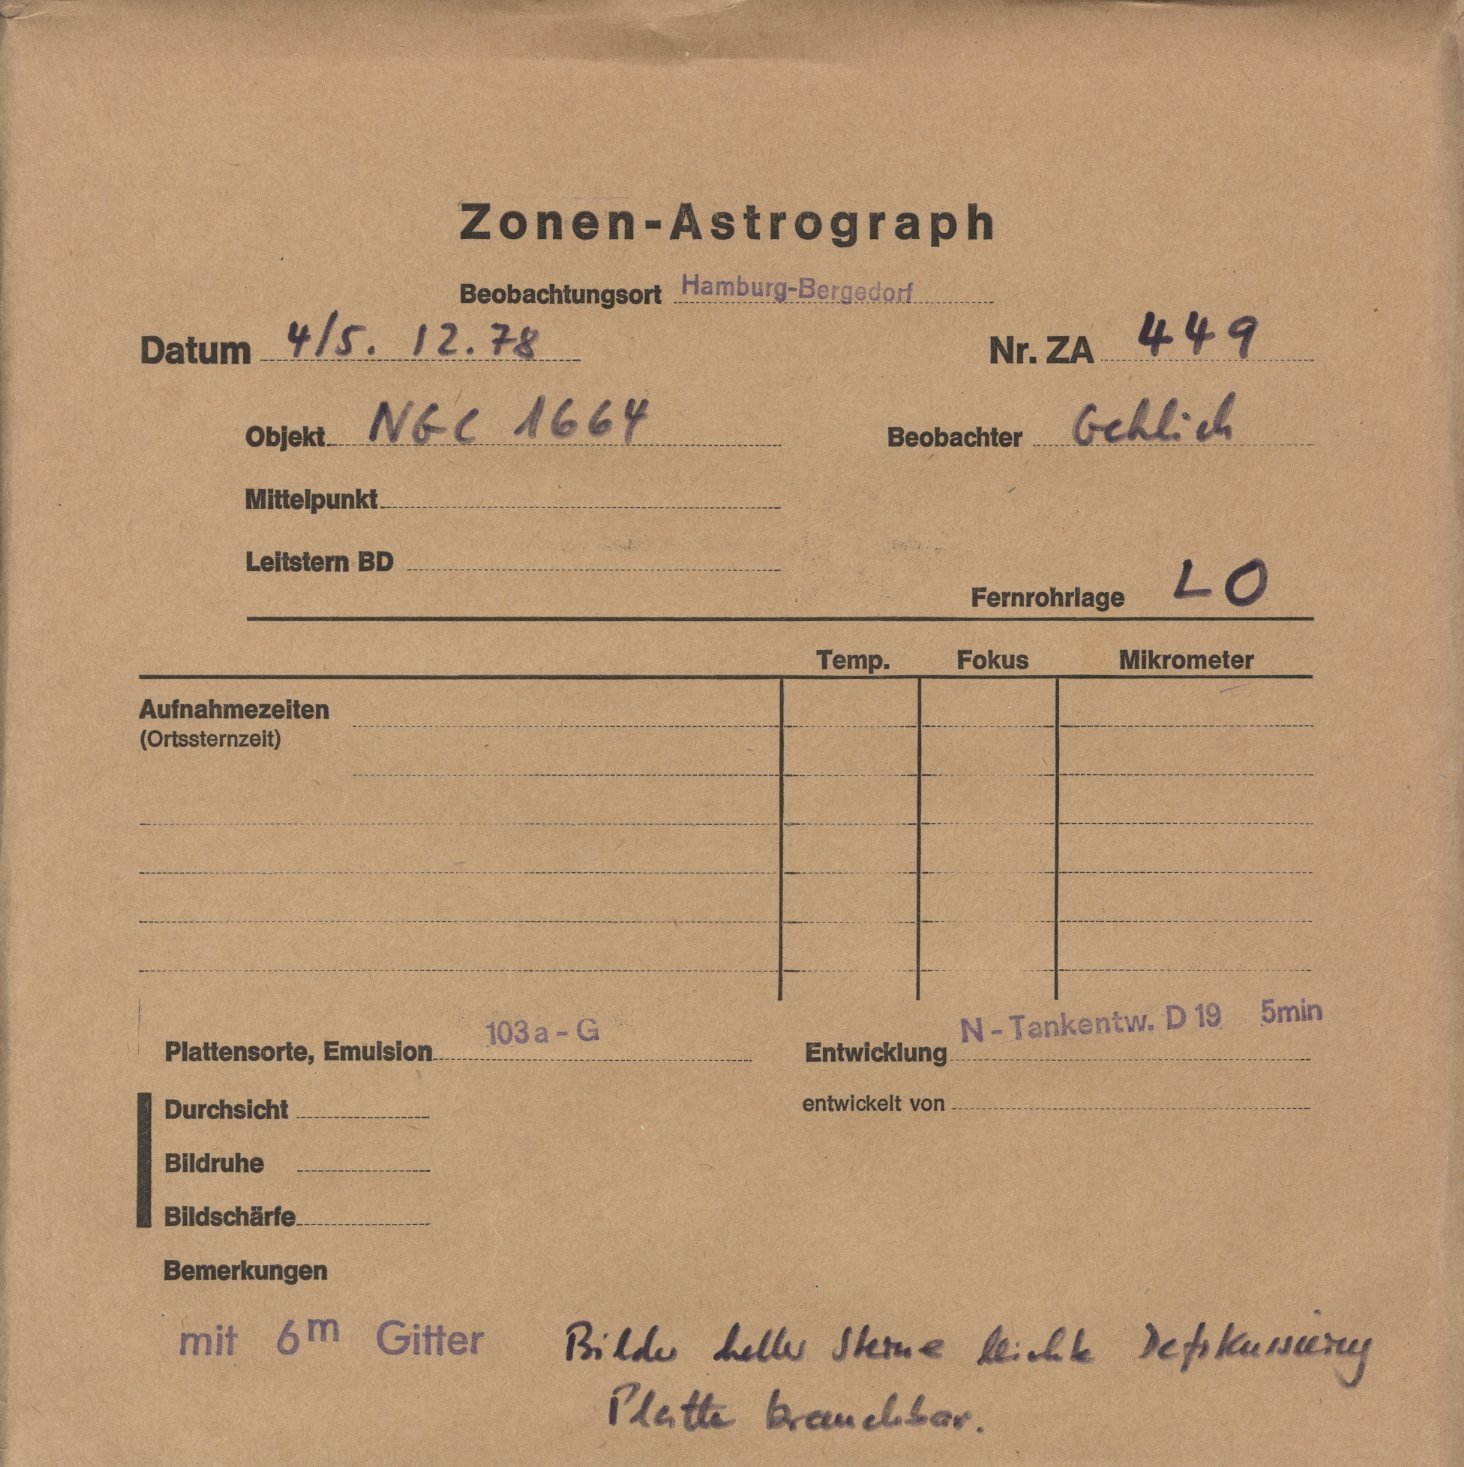 Zonen-Astrograph
Beobachtungsort Hamburg-Bergedorf
Datum 4/5. 12.78 Nr. ZA 449
Objekt NGC 1664 Beobachter Gehlich
Mittelpunkt
Leitstern BD
Fernrohrlage LO
Temp. Fokus Mikrometer
Aufnahmezeiten
(Ortssternzeit)
Plattensorte, Emulsion 103a-G Entwicklung N-Tankentw. D 19 5min
Durchsicht entwickelt von
Bildruhe
Bildschärfe
Bemerkungen
mit 6m Gitter Bilder heller Sterne leichte Defokussierung
Platte brauchbar.